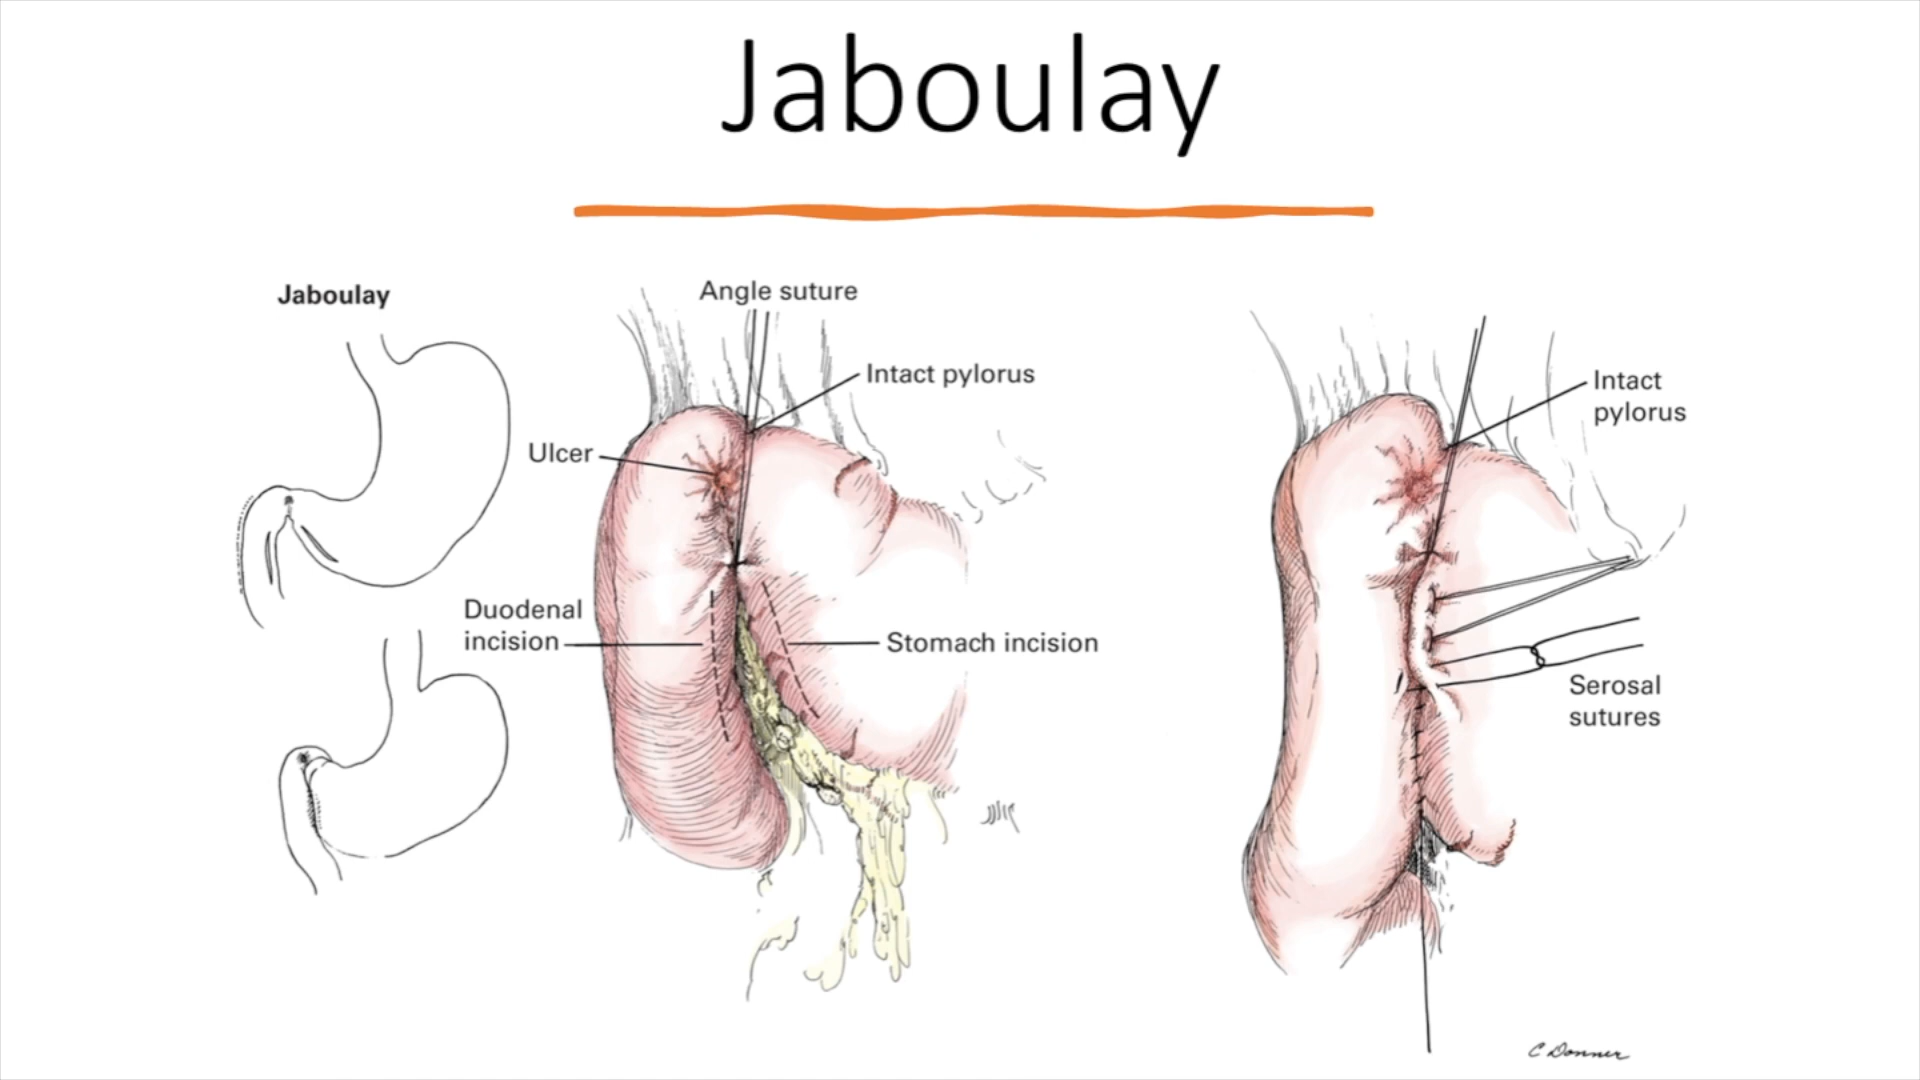 Jaboulay
Jaboulay
Angle suture
Intact pylorus
Ulcer
Duodenal
incision
Stomach incision
Intact
pylorus
Serosal
sutures
C Donner